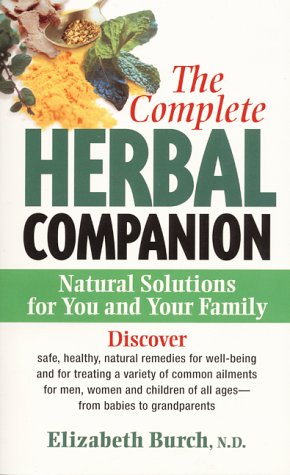 The
Complete
HERBAL
COMPANION
Natural Solutions
for You and Your Family
Discover
safe, healthy, natural remedies for well-being
and for treating a variety of common ailments
for men, women and children of all ages—
from babies to grandparents
Elizabeth Burch, N.D.